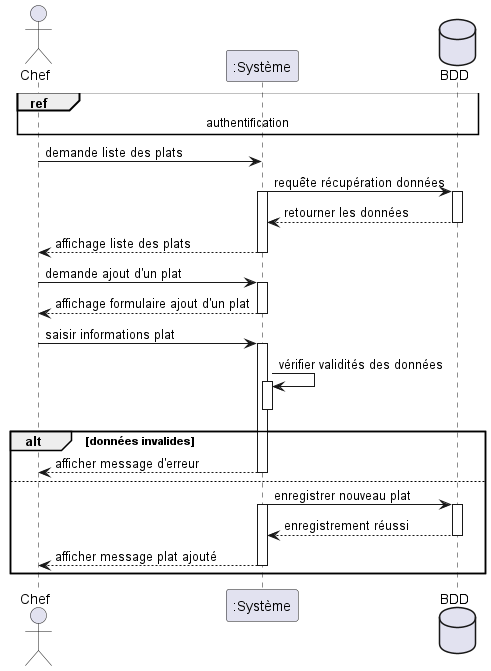 Chef
:Système
BDD
ref
authentification
demande liste des plats
requête récupération données
retourner les données
affichage liste des plats
demande ajout d'un plat
affichage formulaire ajout d'un plat
saisir informations plat
vérifier validités des données
alt [données invalides]
afficher message d'erreur
enregistrer nouveau plat
enregistrement réussi
afficher message plat ajouté
Chef
:Système
BDD